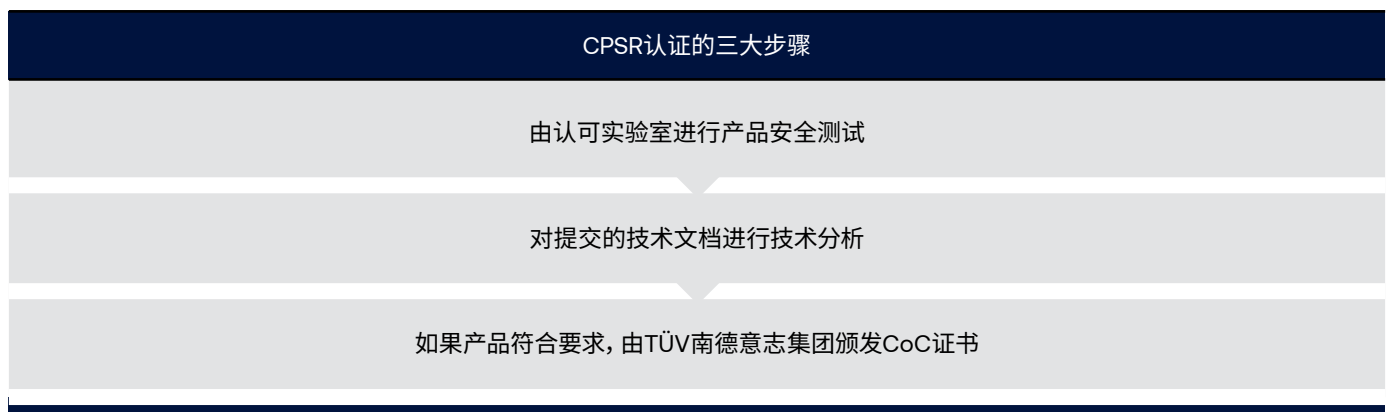 CPSR认证的三大步骤
由认可实验室进行产品安全测试
对提交的技术文档进行技术分析
如果产品符合要求，由TÜV南德意志集团颁发CoC证书